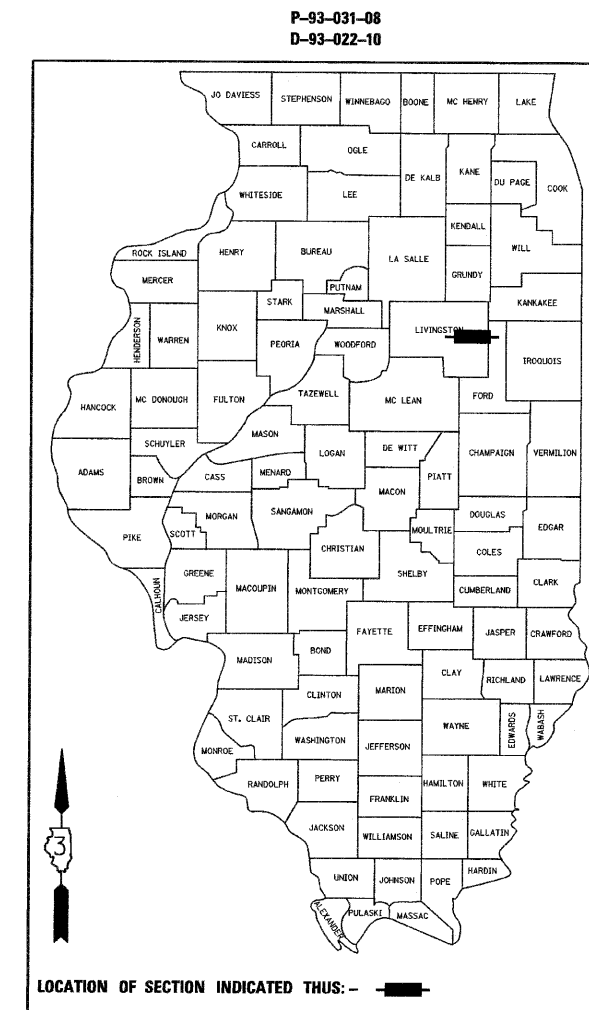 P-93-031-08
D-93-022-10
JO DAVIESS STEPHENSON WINNEBAGO BOONE MC HENRY LAKE
CARROLL OGLE DE KALB KANE DU PAGE COOK
WHITESIDE LEE
KENDALL WILL
ROCK ISLAND HENRY BUREAU LA SALLE
MERCER PUTNAM GRUNDY
STARK MARSHALL KANKAKEE
HENDERSON WARREN KNOX PEORIA WOODFORD LIVINGSTON IROQUOIS
HANCOCK MC DONOUGH FULTON TAZEWELL MC LEAN FORD
SCHUYLER MASON
ADAMS BROWN CASS MENARD LOGAN DE WITT PIATT CHAMPAIGN VERMILION
MACON
PIKE SCOTT MORGAN SANGAMON CHRISTIAN MOULTRIE DOUGLAS EDGAR
COLES
CALHOUN GREENE MACOUPIN MONTGOMERY SHELBY CUMBERLAND CLARK
JERSEY
MADISON BOND FAYETTE EFFINGHAM JASPER CRAWFORD
CLINTON MARION CLAY RICHLAND LAWRENCE
ST. CLAIR WASHINGTON WAYNE EDWARDS WABASH
MONROE JEFFERSON
RANDOLPH PERRY HAMILTON WHITE
FRANKLIN
JACKSON WILLIAMSON SALINE GALLATIN
3
UNION JOHNSON POPE HARDIN
ALEXANDER PULASKI MASSAC
LOCATION OF SECTION INDICATED THUS: -